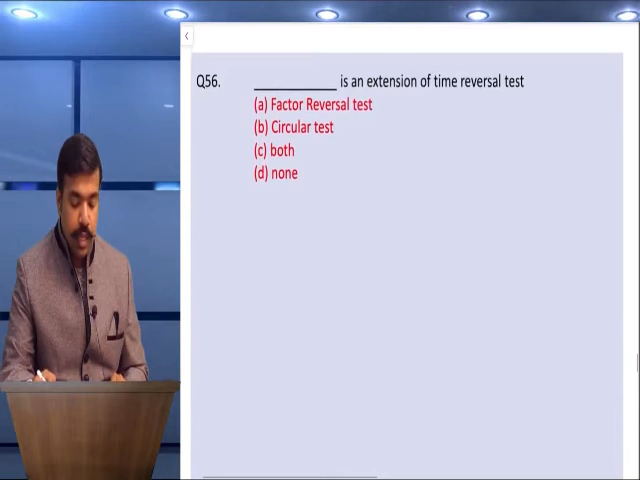 Q56. ____________ is an extension of time reversal test
(a) Factor Reversal test
(b) Circular test
(c) both
(d) none